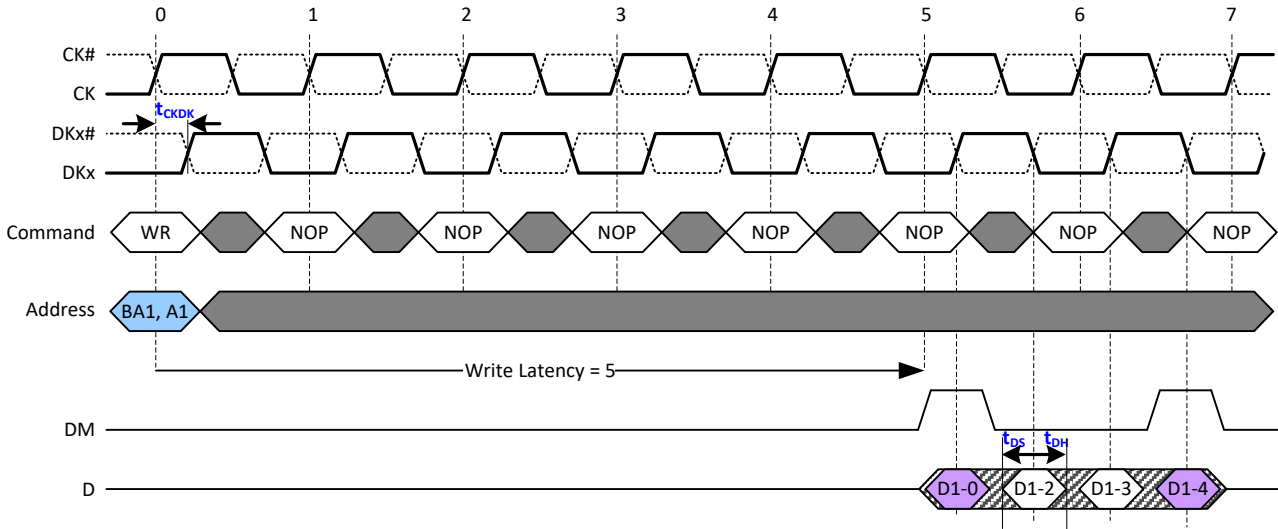 0 1 2 3 4 5 6 7
CK#
CK
tCKDK
DKx#
DKx
Command WR NOP NOP NOP NOP NOP NOP NOP
Address BA1, A1
Write Latency = 5
DM
tDS tDH
D D1-0 D1-2 D1-3 D1-4